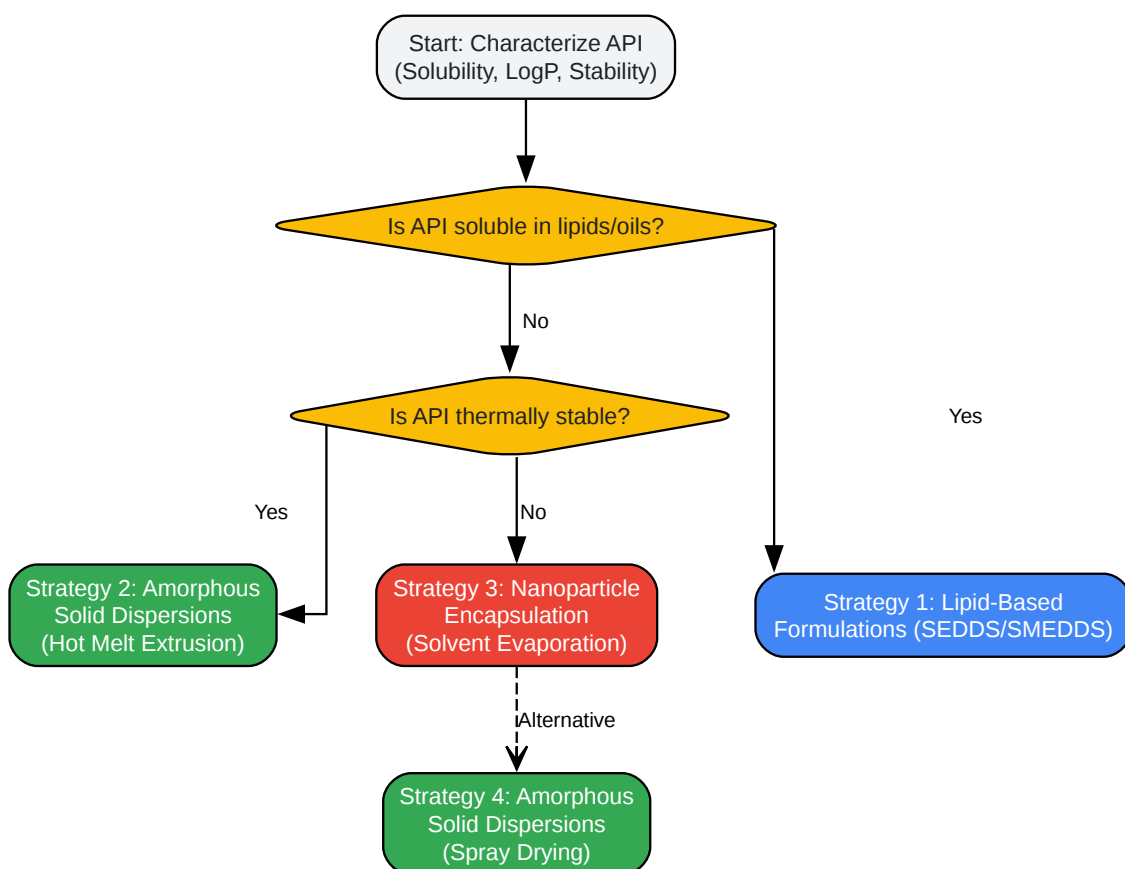 Start: Characterize API
(Solubility, LogP, Stability)
Is API soluble in lipids/oils?
No
Yes
Is API thermally stable?
Yes
No
Strategy 2: Amorphous
Solid Dispersions
(Hot Melt Extrusion)
Strategy 3: Nanoparticle
Encapsulation
(Solvent Evaporation)
Strategy 1: Lipid-Based
Formulations (SEDDS/SMEDDS)
Alternative
Strategy 4: Amorphous
Solid Dispersions
(Spray Drying)